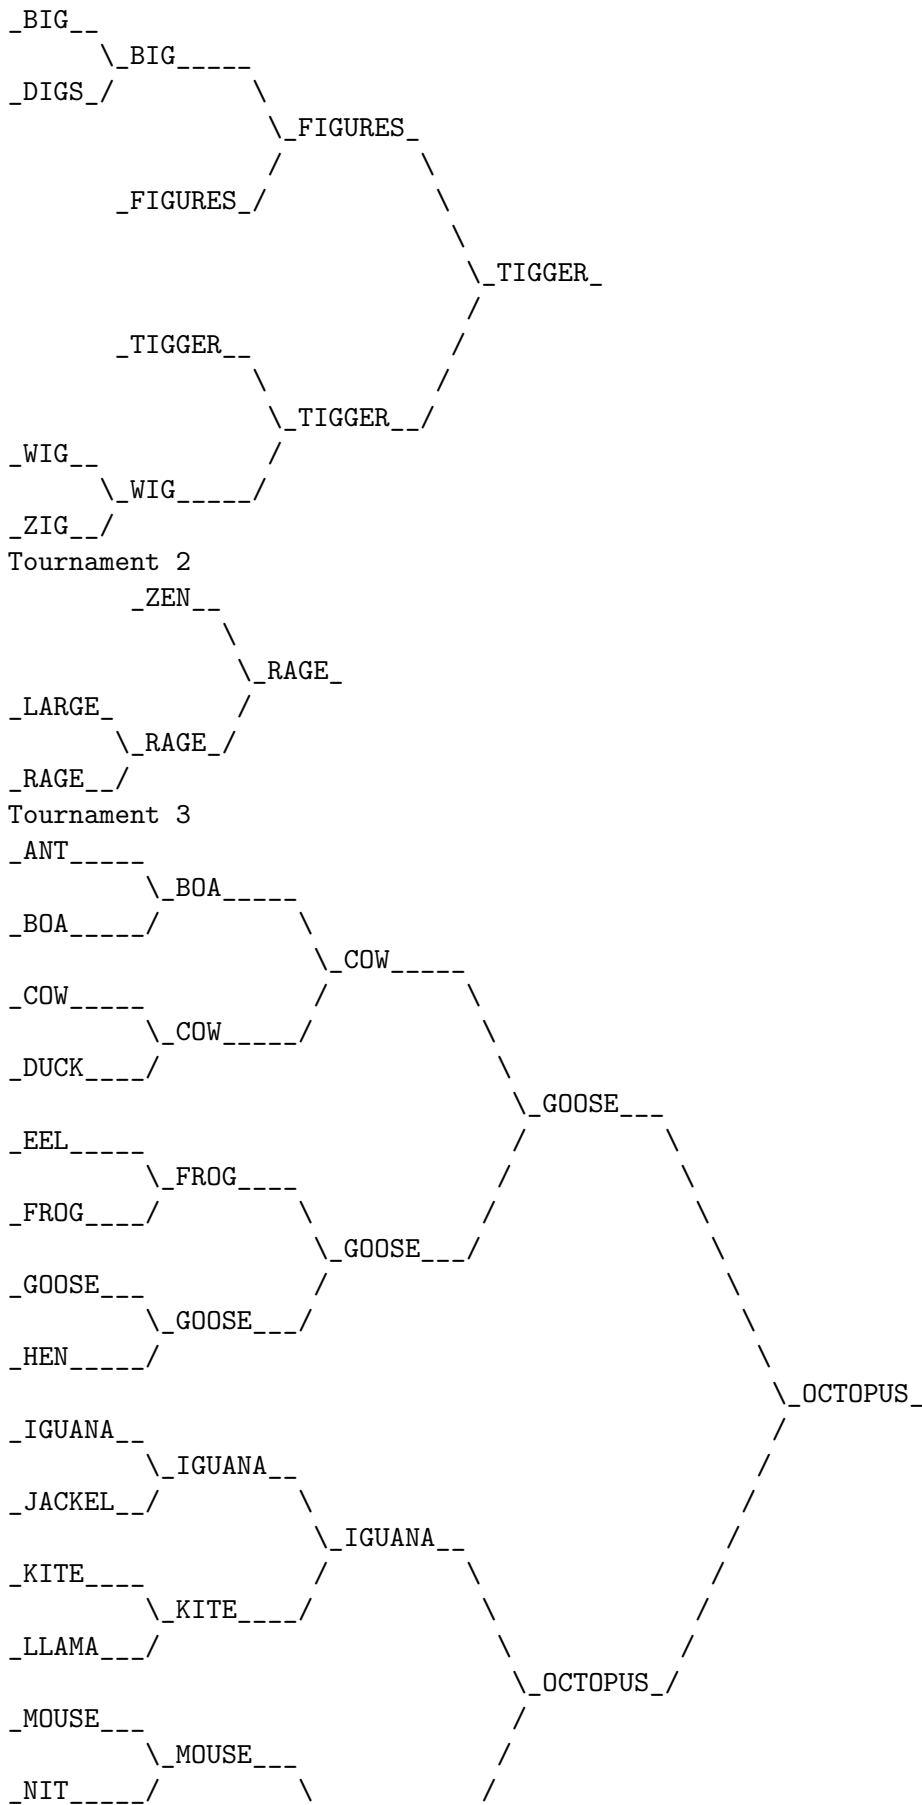 _BIG__
      \_BIG_____
_DIGS_/         \
                 \_FIGURES_
                 /         \
       _FIGURES_/           \
                             \
                              \_TIGGER_
                              /
       _TIGGER__             /
                \           /
                 \_TIGGER__/
_WIG__           /
      \_WIG_____/
_ZIG__/
Tournament 2
        _ZEN__
              \
               \_RAGE_
_LARGE_        /
       \_RAGE_/
_RAGE__/
Tournament 3
_ANT_____
         \_BOA_____
_BOA_____/         \
                    \_COW_____
_COW_____           /         \
         \_COW_____/           \
_DUCK____/                      \
                                 \_GOOSE___
_EEL_____                        /         \
         \_FROG____             /           \
_FROG____/         \           /             \
                    \_GOOSE___/               \
_GOOSE___           /                          \
         \_GOOSE___/                            \
_HEN_____/                                       \
                                                  \_OCTOPUS_
_IGUANA__                                         /
         \_IGUANA__                              /
_JACKEL__/         \                            /
                    \_IGUANA__                 /
_KITE____           /         \               /
         \_KITE____/           \             /
_LLAMA___/                      \           /
                                 \_OCTOPUS_/
_MOUSE___                        /
         \_MOUSE___             /
_NIT_____/         \           /